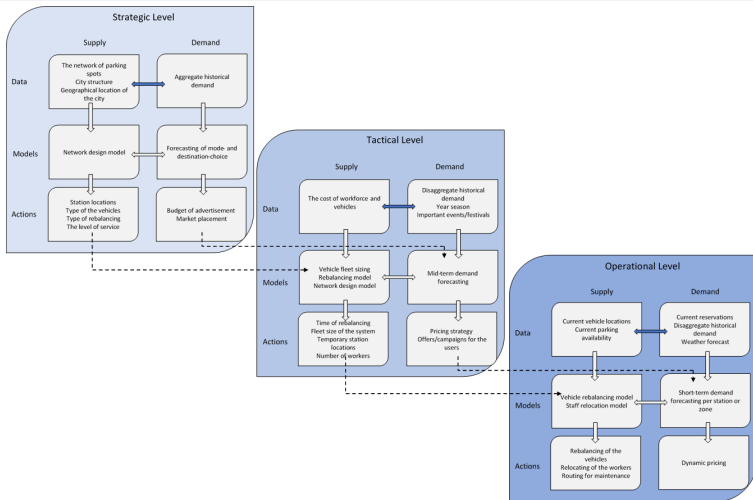 Strategic Level
Supply
Demand
Data
The network of parking
spots
City structure
Geographical location of
the city
Aggregate historical
demand
Models
Network design model
Forecasting of mode- and
destination-choice
Actions
Station locations
Type of the vehicles
Type of rebalancing
The level of service
Budget of advertisement
Market placement
Tactical Level
Supply
Demand
Data
The cost of workforce and
vehicles
Disaggregate historical
demand
Year season
Important events/festivals
Models
Vehicle fleet sizing
Rebalancing model
Network design model
Mid-term demand
forecasting
Actions
Time of rebalancing
Fleet size of the system
Temporary station
locations
Number of workers
Pricing strategy
Offers/campaigns for the
users
Operational Level
Supply
Demand
Data
Current vehicle locations
Current parking
availability
Current reservations
Disaggregate historical
demand
Weather forecast
Models
Vehicle rebalancing model
Staff relocation model
Short-term demand
forecasting per station or
zone
Actions
Rebalancing of the
vehicles
Relocating of the workers
Routing for maintenance
Dynamic pricing